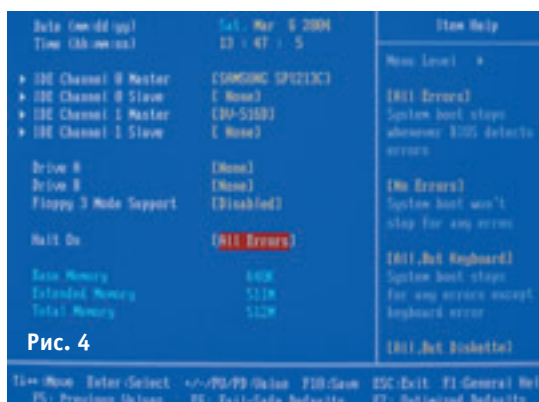 Date (mm:dd:yy) Sat, Mar 6 2004
Time (hh:mm:ss) 13 : 47 : 5
IDE Channel 0 Master [SAMSUNG SP1213C]
IDE Channel 0 Slave [ None]
IDE Channel 1 Master [DV-516D]
IDE Channel 1 Slave [ None]
Drive A [None]
Drive B [None]
Floppy 3 Mode Support [Disabled]
Halt On [All Errors]
Base Memory 640K
Extended Memory 511M
Total Memory 512M
Item Help
Menu Level
[All Errors]
System boot stops
whenever BIOS detects
errors
[No Errors]
System boot won't
stop for any error
[All,But Keyboard]
System boot stops
for any errors except
keyboard error
[All,But Diskette]
Рис. 4
Move Enter:Select +/-/PU/PD:Value F10:Save ESC:Exit F1:General Hel
F5: Previous Values F6: Fail-Safe Defaults F7: Optimized Defaults